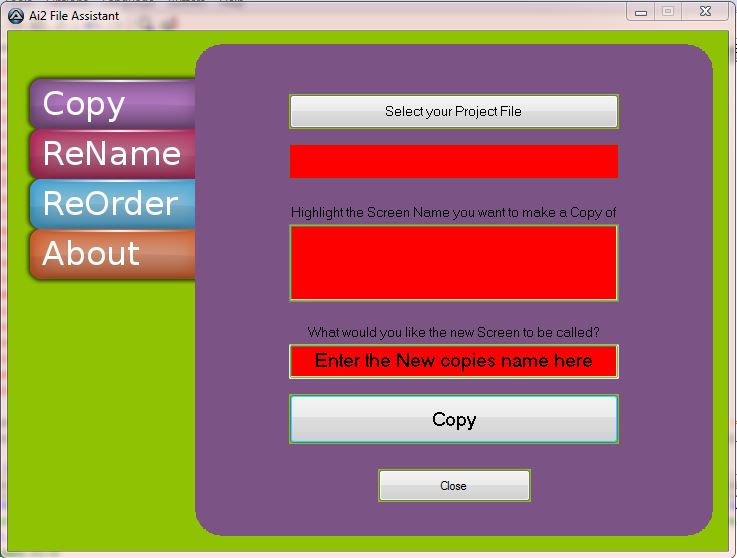 Ai2 File Assistant
Copy
ReName
ReOrder
About
Select your Project File
Highlight the Screen Name you want to make a Copy of
What would you like the new Screen to be called?
Enter the New copies name here
Copy
Close